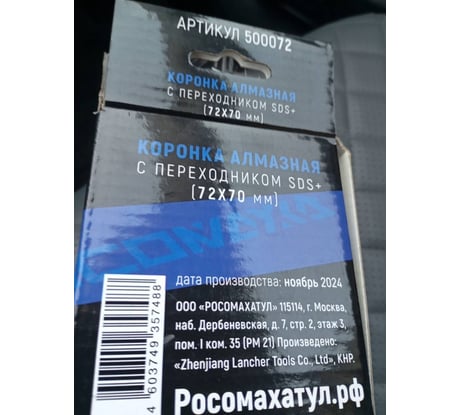 АРТИКУЛ 500072
КОРОНКА АЛМАЗНАЯ
С ПЕРЕХОДНИКОМ SDS+
(72X70 мм)
КОРОНКА АЛМАЗНАЯ
С ПЕРЕХОДНИКОМ SDS+
(72X70 мм)
дата производства: ноябрь 2024
ООО «РОСОМАХАТУЛ» 115114, г. Москва,
наб. Дербеневская, д. 7, стр. 2, этаж 3,
пом. I ком. 35 (РМ 21) Произведено:
«Zhenjiang Lancher Tools Co., Ltd», КНР.
4 603749 357488
Росомахатул.рф